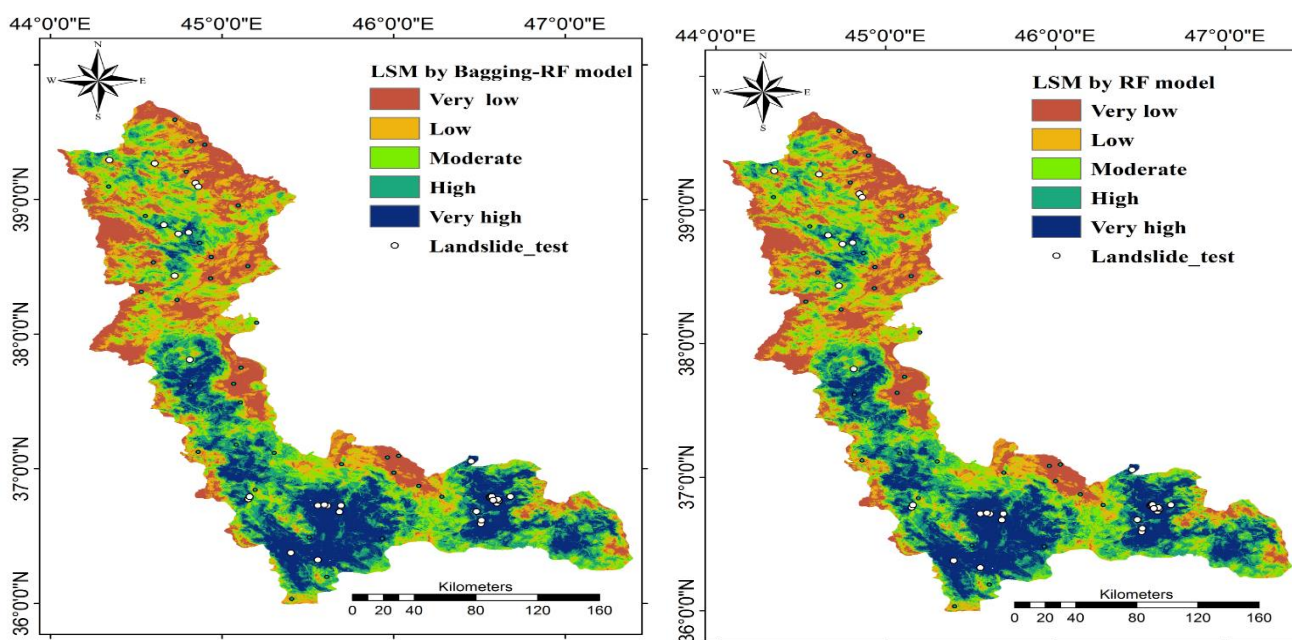 44°0'0"E 45°0'0"E 46°0'0"E 47°0'0"E
N
W E
S
LSM by Bagging-RF model
Very low
Low
Moderate
High
Very high
Landslide_test
39°0'0"N
38°0'0"N
37°0'0"N
36°0'0"N
Kilometers
0 10 20 40 80 120 160
44°0'0"E 45°0'0"E 46°0'0"E 47°0'0"E
N
W E
S
LSM by RF model
Very low
Low
Moderate
High
Very high
Landslide_test
39°0'0"N
38°0'0"N
37°0'0"N
36°0'0"N
Kilometers
0 10 20 40 80 120 160